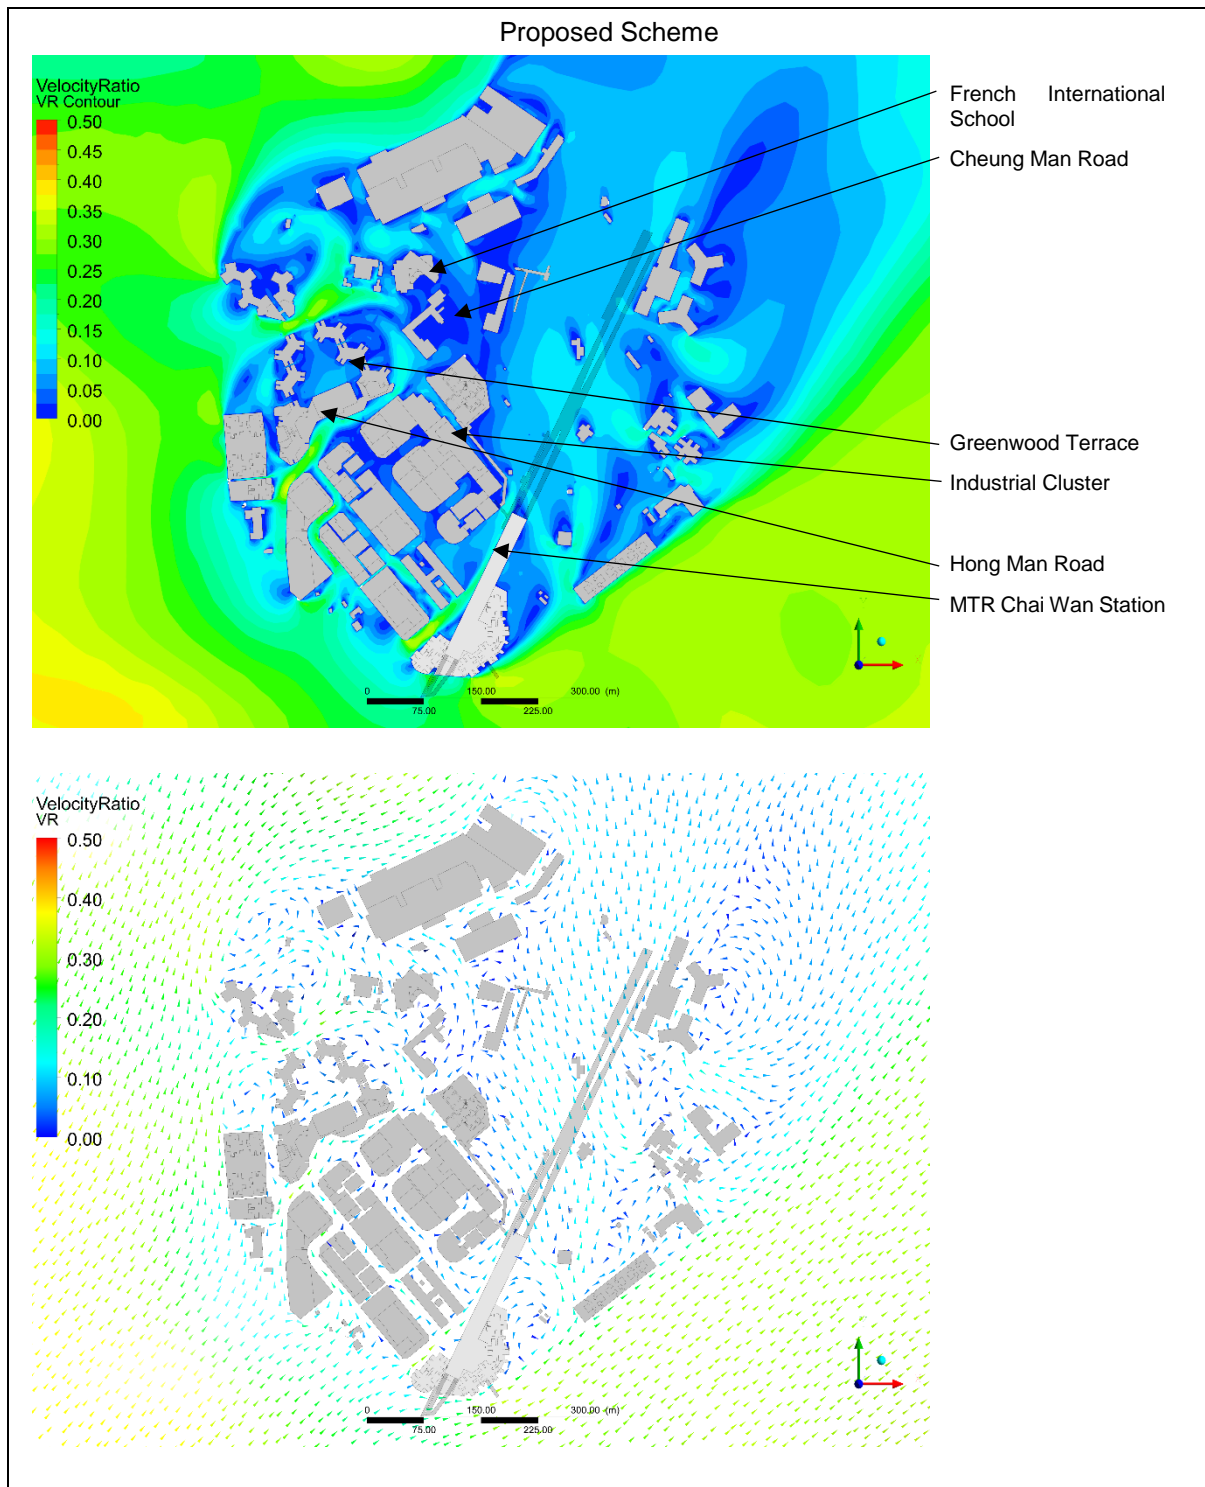 Proposed Scheme
VelocityRatio
VR Contour
0.50
0.45
0.40
0.35
0.30
0.25
0.20
0.15
0.10
0.05
0.00
French International
School
Cheung Man Road
Greenwood Terrace
Industrial Cluster
Hong Man Road
MTR Chai Wan Station
0 150.00 300.00 (m)
75.00 225.00
VelocityRatio
VR
0.50
0.40
0.30
0.20
0.10
0.00
0 150.00 300.00 (m)
75.00 225.00